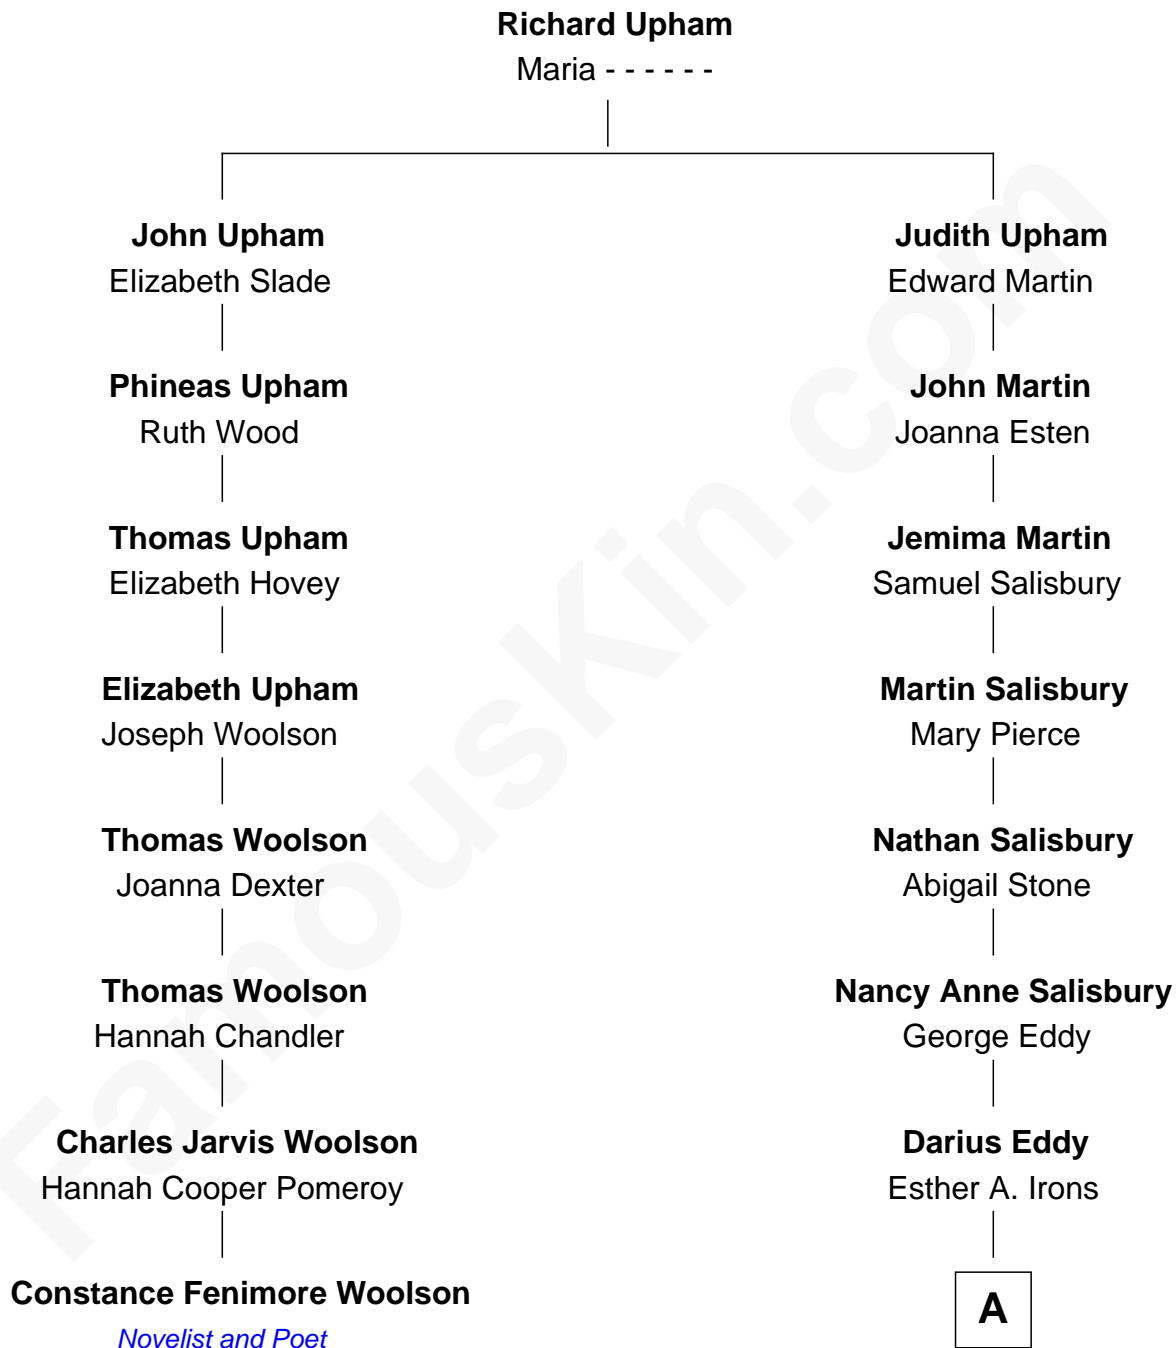 Richard Upham
Maria - - - - - -
John Upham
Elizabeth Slade
Judith Upham
Edward Martin
Phineas Upham
Ruth Wood
John Martin
Joanna Esten
Thomas Upham
Elizabeth Hovey
Jemima Martin
Samuel Salisbury
Elizabeth Upham
Joseph Woolson
Martin Salisbury
Mary Pierce
Thomas Woolson
Joanna Dexter
Nathan Salisbury
Abigail Stone
Thomas Woolson
Hannah Chandler
Nancy Anne Salisbury
George Eddy
Charles Jarvis Woolson
Hannah Cooper Pomeroy
Darius Eddy
Esther A. Irons
Constance Fenimore Woolson
Novelist and Poet
A
FamousKin.com